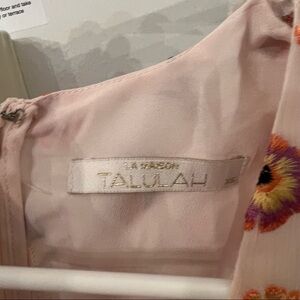 floor and take
or terrace
LA MAISON
TALULAH